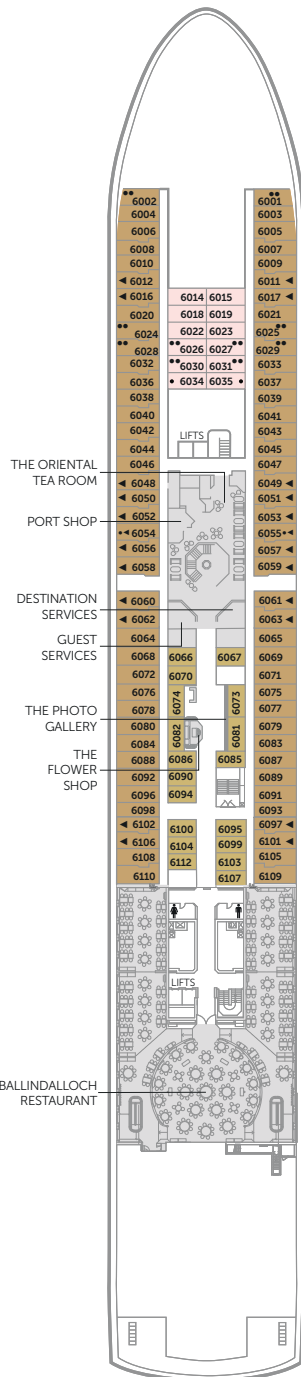 6002 6001
6004 6003
6006 6005
6008 6007
6010 6009
6012 6011
6016 6014 6015 6017
6020 6018 6019 6021
6024 6022 6023 6025
6028 6026 6027 6029
6032 6030 6031 6033
6036 6034 6035 6037
6038 6039
6040 6041
6042 LIFTS 6043
6044 6045
6046 6047
THE ORIENTAL
TEA ROOM
6048 6049
6050 6051
PORT SHOP
6052 6053
6054 6055
6056 6057
6058 6059
DESTINATION
SERVICES
6060 6061
6062 6063
GUEST
SERVICES
6064 6065
6068 6066 6067 6069
6072 6070 6071
6076 6074 6073 6075
THE PHOTO
GALLERY
6078 6077
6080 6082 6081 6079
6084 6083
THE
FLOWER
SHOP
6088 6086 6085 6087
6092 6090 6089
6096 6094 6091
6098 6093
6102 6100 6095 6097
6106 6104 6099 6101
6108 6112 6103 6105
6110 6107 6109
LIFTS
BALLINDALLOCH
RESTAURANT